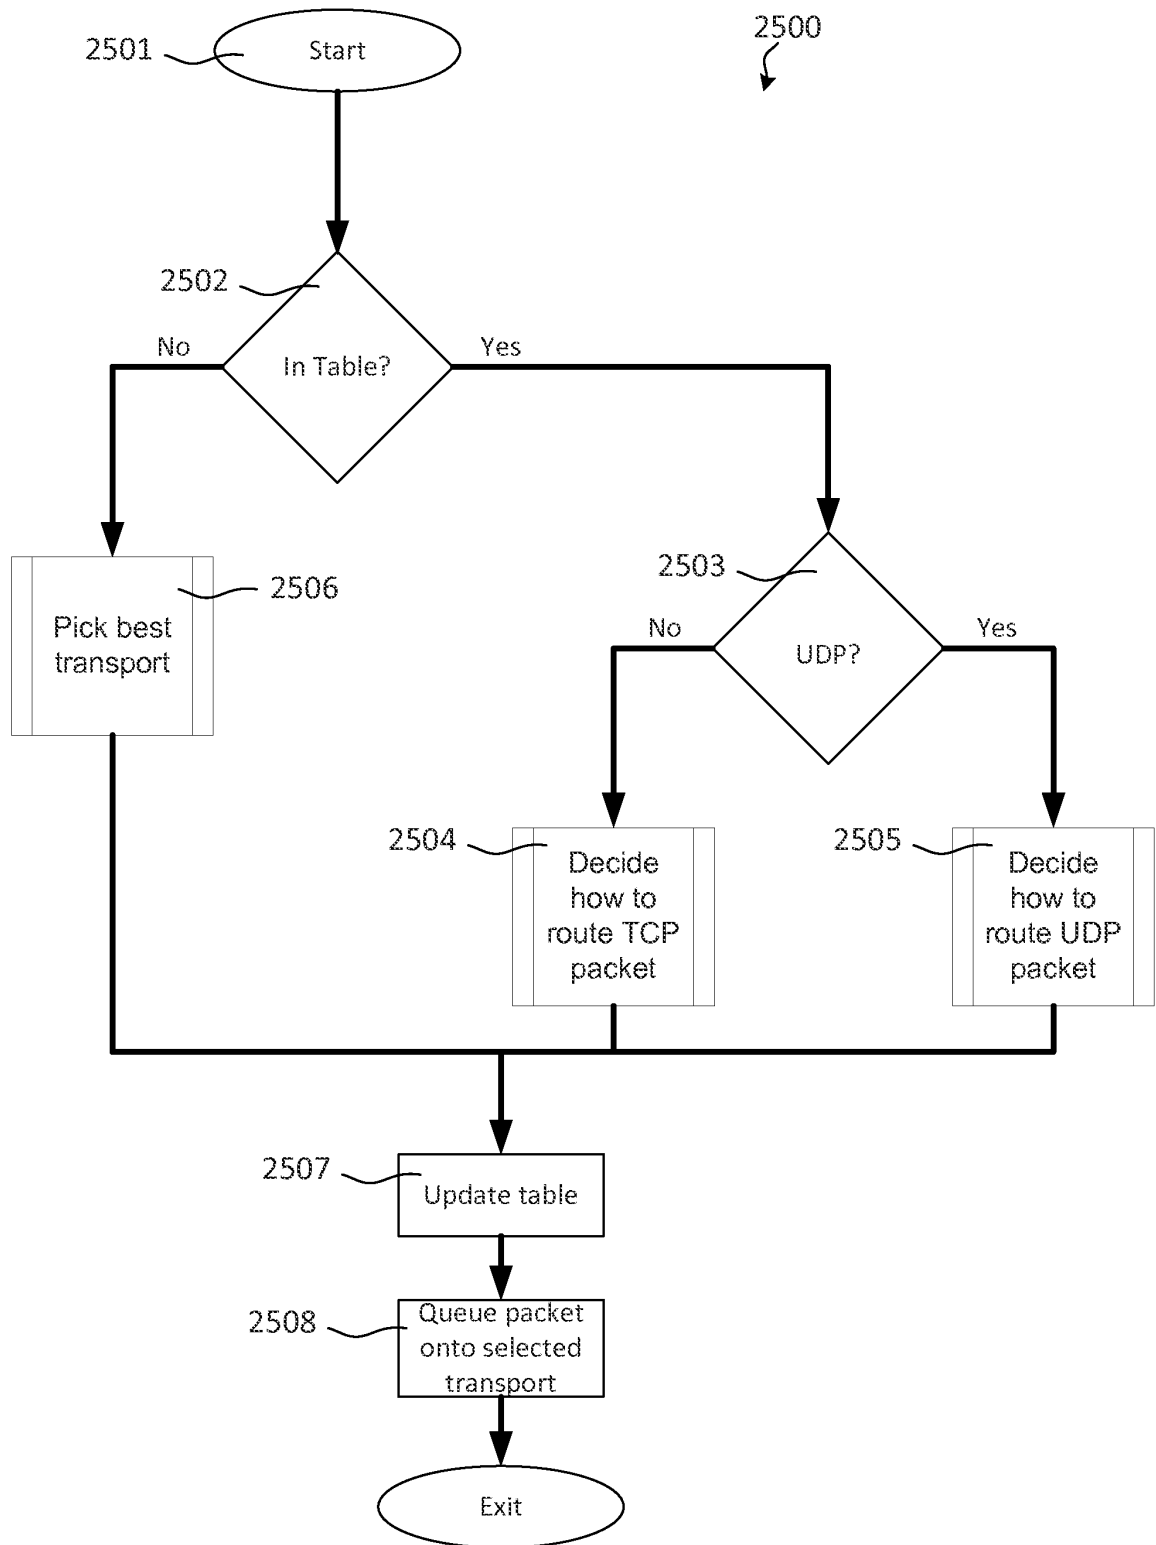 2500
2501
Start
2502
No
In Table?
Yes
2506
Pick best
transport
2503
No
UDP?
Yes
2504
Decide
how to
route TCP
packet
2505
Decide
how to
route UDP
packet
2507
Update table
2508
Queue packet
onto selected
transport
Exit